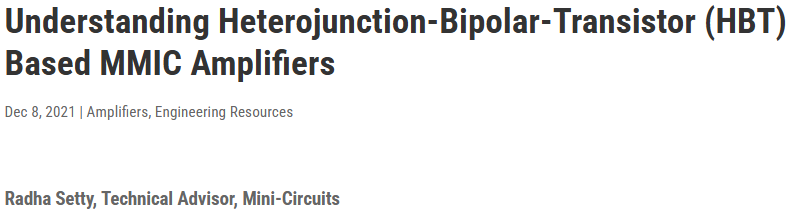 Understanding Heterojunction-Bipolar-Transistor (HBT)
Based MMIC Amplifiers
Dec 8, 2021 | Amplifiers, Engineering Resources
Radha Setty, Technical Advisor, Mini-Circuits